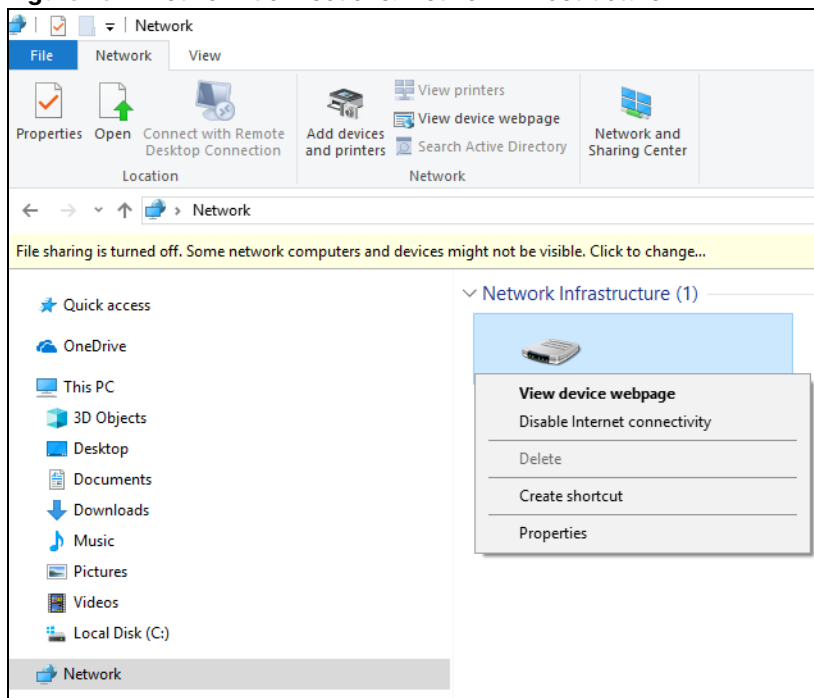 Network
File Network View
Properties Open Connect with Remote Desktop Connection
Add devices and printers
View printers
View device webpage
Search Active Directory
Network and Sharing Center
Location Network
Network
File sharing is turned off. Some network computers and devices might not be visible. Click to change...
Quick access
OneDrive
This PC
3D Objects
Desktop
Documents
Downloads
Music
Pictures
Videos
Local Disk (C:)
Network
Network Infrastructure (1)
View device webpage
Disable Internet connectivity
Delete
Create shortcut
Properties